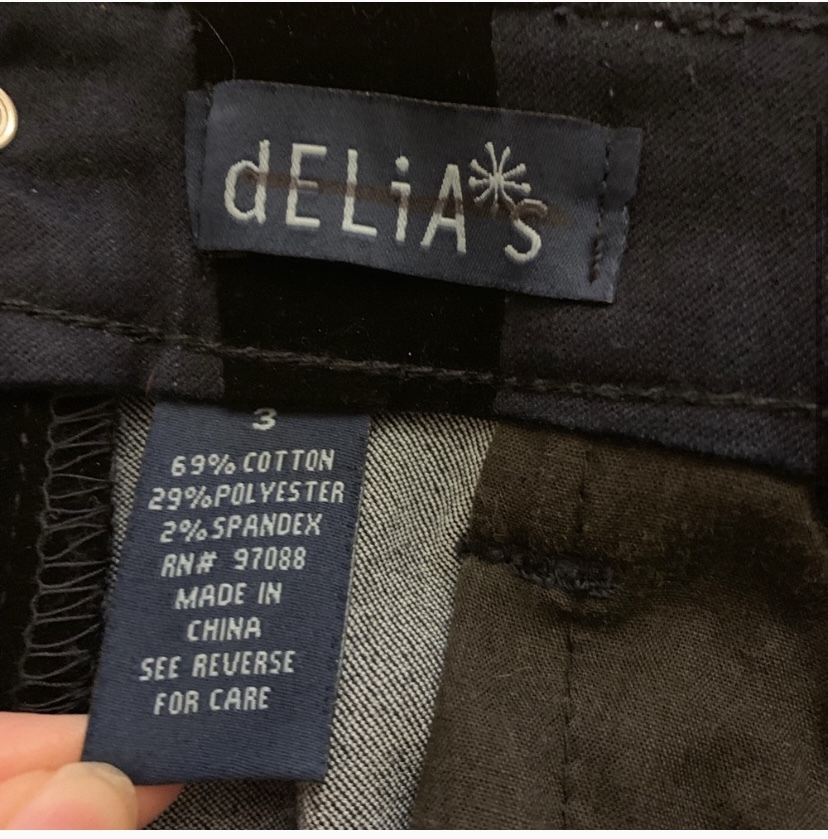 dELiA*s
3
69% COTTON
29% POLYESTER
2% SPANDEX
RN# 97088
MADE IN
CHINA
SEE REVERSE
FOR CARE